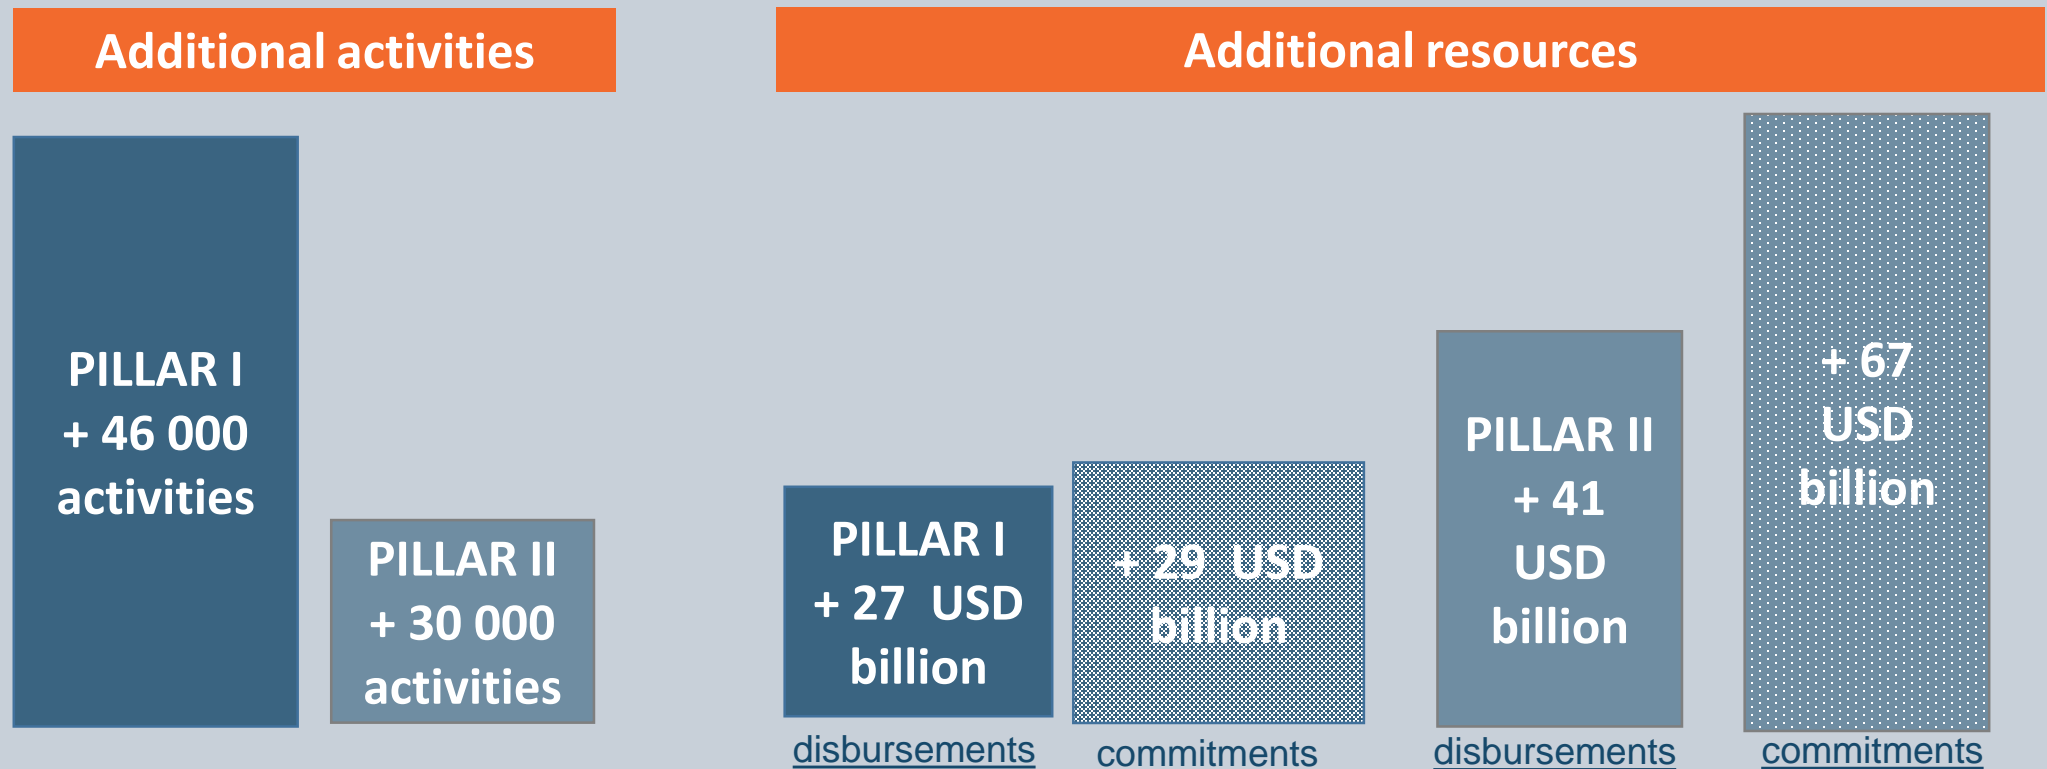 Additional activities
Additional resources
PILLAR I
+ 46 000
activities
PILLAR II
+ 30 000
activities
PILLAR I
+ 27 USD
billion
disbursements
+ 29 USD
billion
commitments
PILLAR II
+ 41
USD
billion
disbursements
+ 67
USD
billion
commitments